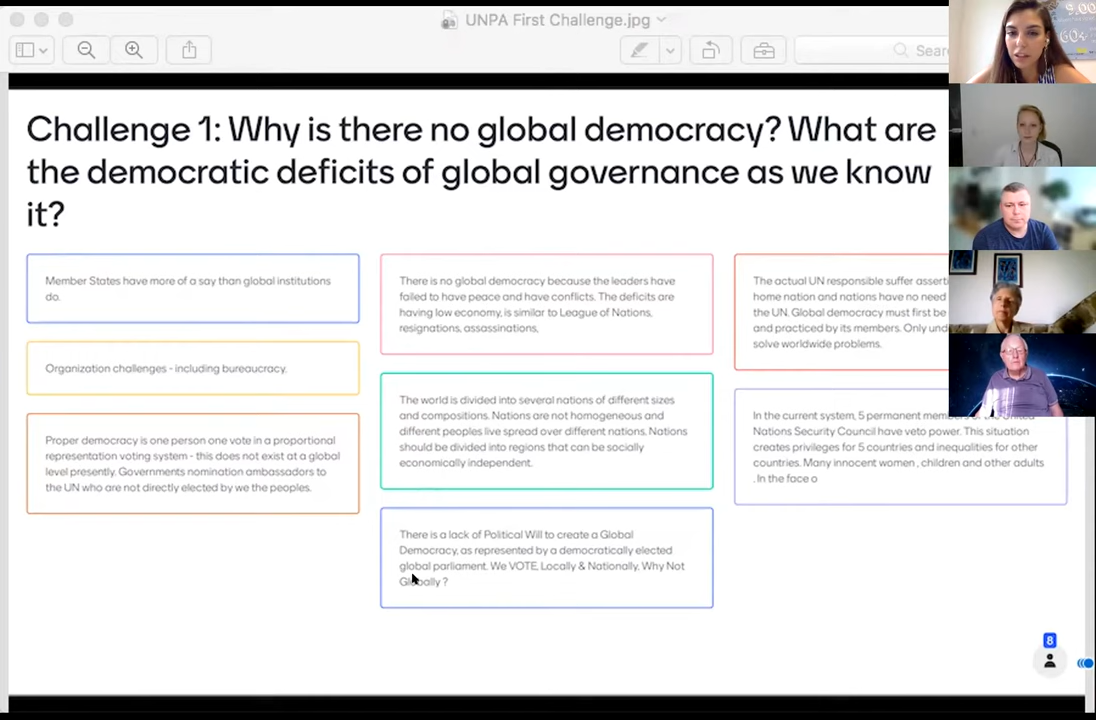 UNPA First Challenge.jpg
Sear
Challenge 1: Why is there no global democracy? What are
the democratic deficits of global governance as we know
it?
Member States have more of a say than global institutions
do.
Organization challenges - including bureaucracy.
Proper democracy is one person one vote in a proportional
representation voting system - this does not exist at a global
level presently. Governments nomination ambassadors to
the UN who are not directly elected by we the peoples.
There is no global democracy because the leaders have
failed to have peace and have conflicts. The deficits are
having low economy, is similar to League of Nations,
resignations, assassinations,
The world is divided into several nations of different sizes
and compositions. Nations are not homogeneous and
different peoples live spread over different nations. Nations
should be divided into regions that can be socially
economically independent.
There is a lack of Political Will to create a Global
Democracy, as represented by a democratically elected
global parliament. We VOTE, Locally & Nationally, Why Not
Globally ?
The actual UN responsible suffer asserti
home nation and nations have no need
the UN. Global democracy must first be
and practiced by its members. Only und
solve worldwide problems.
In the current system, 5 permanent
Nations Security Council have veto power. This situation
creates privileges for 5 countries and inequalities for other
countries. Many innocent women , children and other adults
. In the face o
8